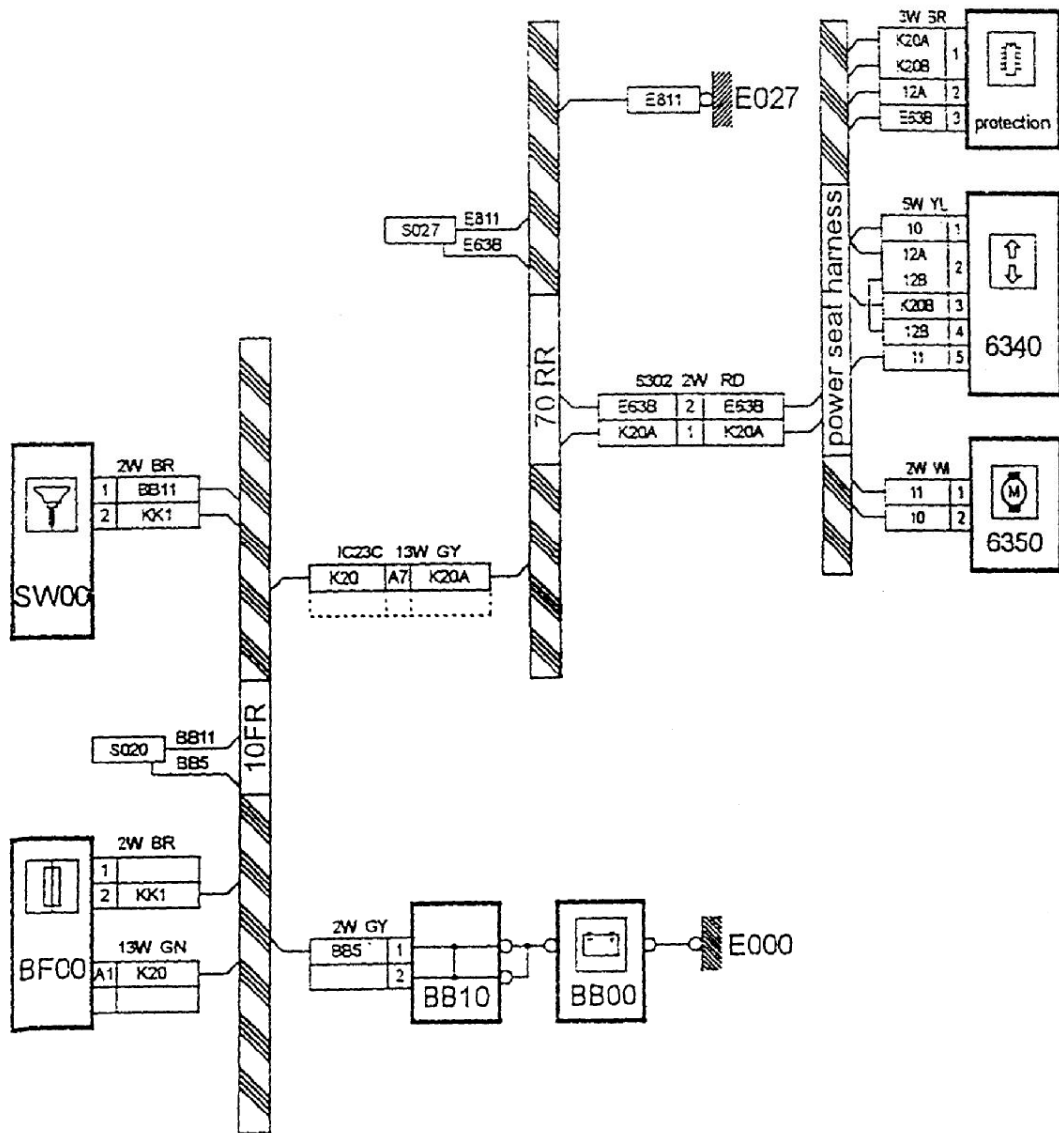 3W SR
K20A
1
K20B
12A 2
E63B 3
protection
E811
E027
S027
E811
E63B
5W YL
10 1
12A
2
12B
K20B 3
12B 4
11 5
6340
power seat harness
70 RR
5302 2W RD
E63B 2 E63B
K20A 1 K20A
2W WI
11 1
10 2
M
6350
2W BR
1 BB11
2 KK1
SW00
IC23C 13W GY
K20 A7 K20A
10FR
S020
BB11
BB5
2W BR
1
2 KK1
13W GN
A1 K20
BF00
2W GY
BB5 1
2
BB10
BB00
E000